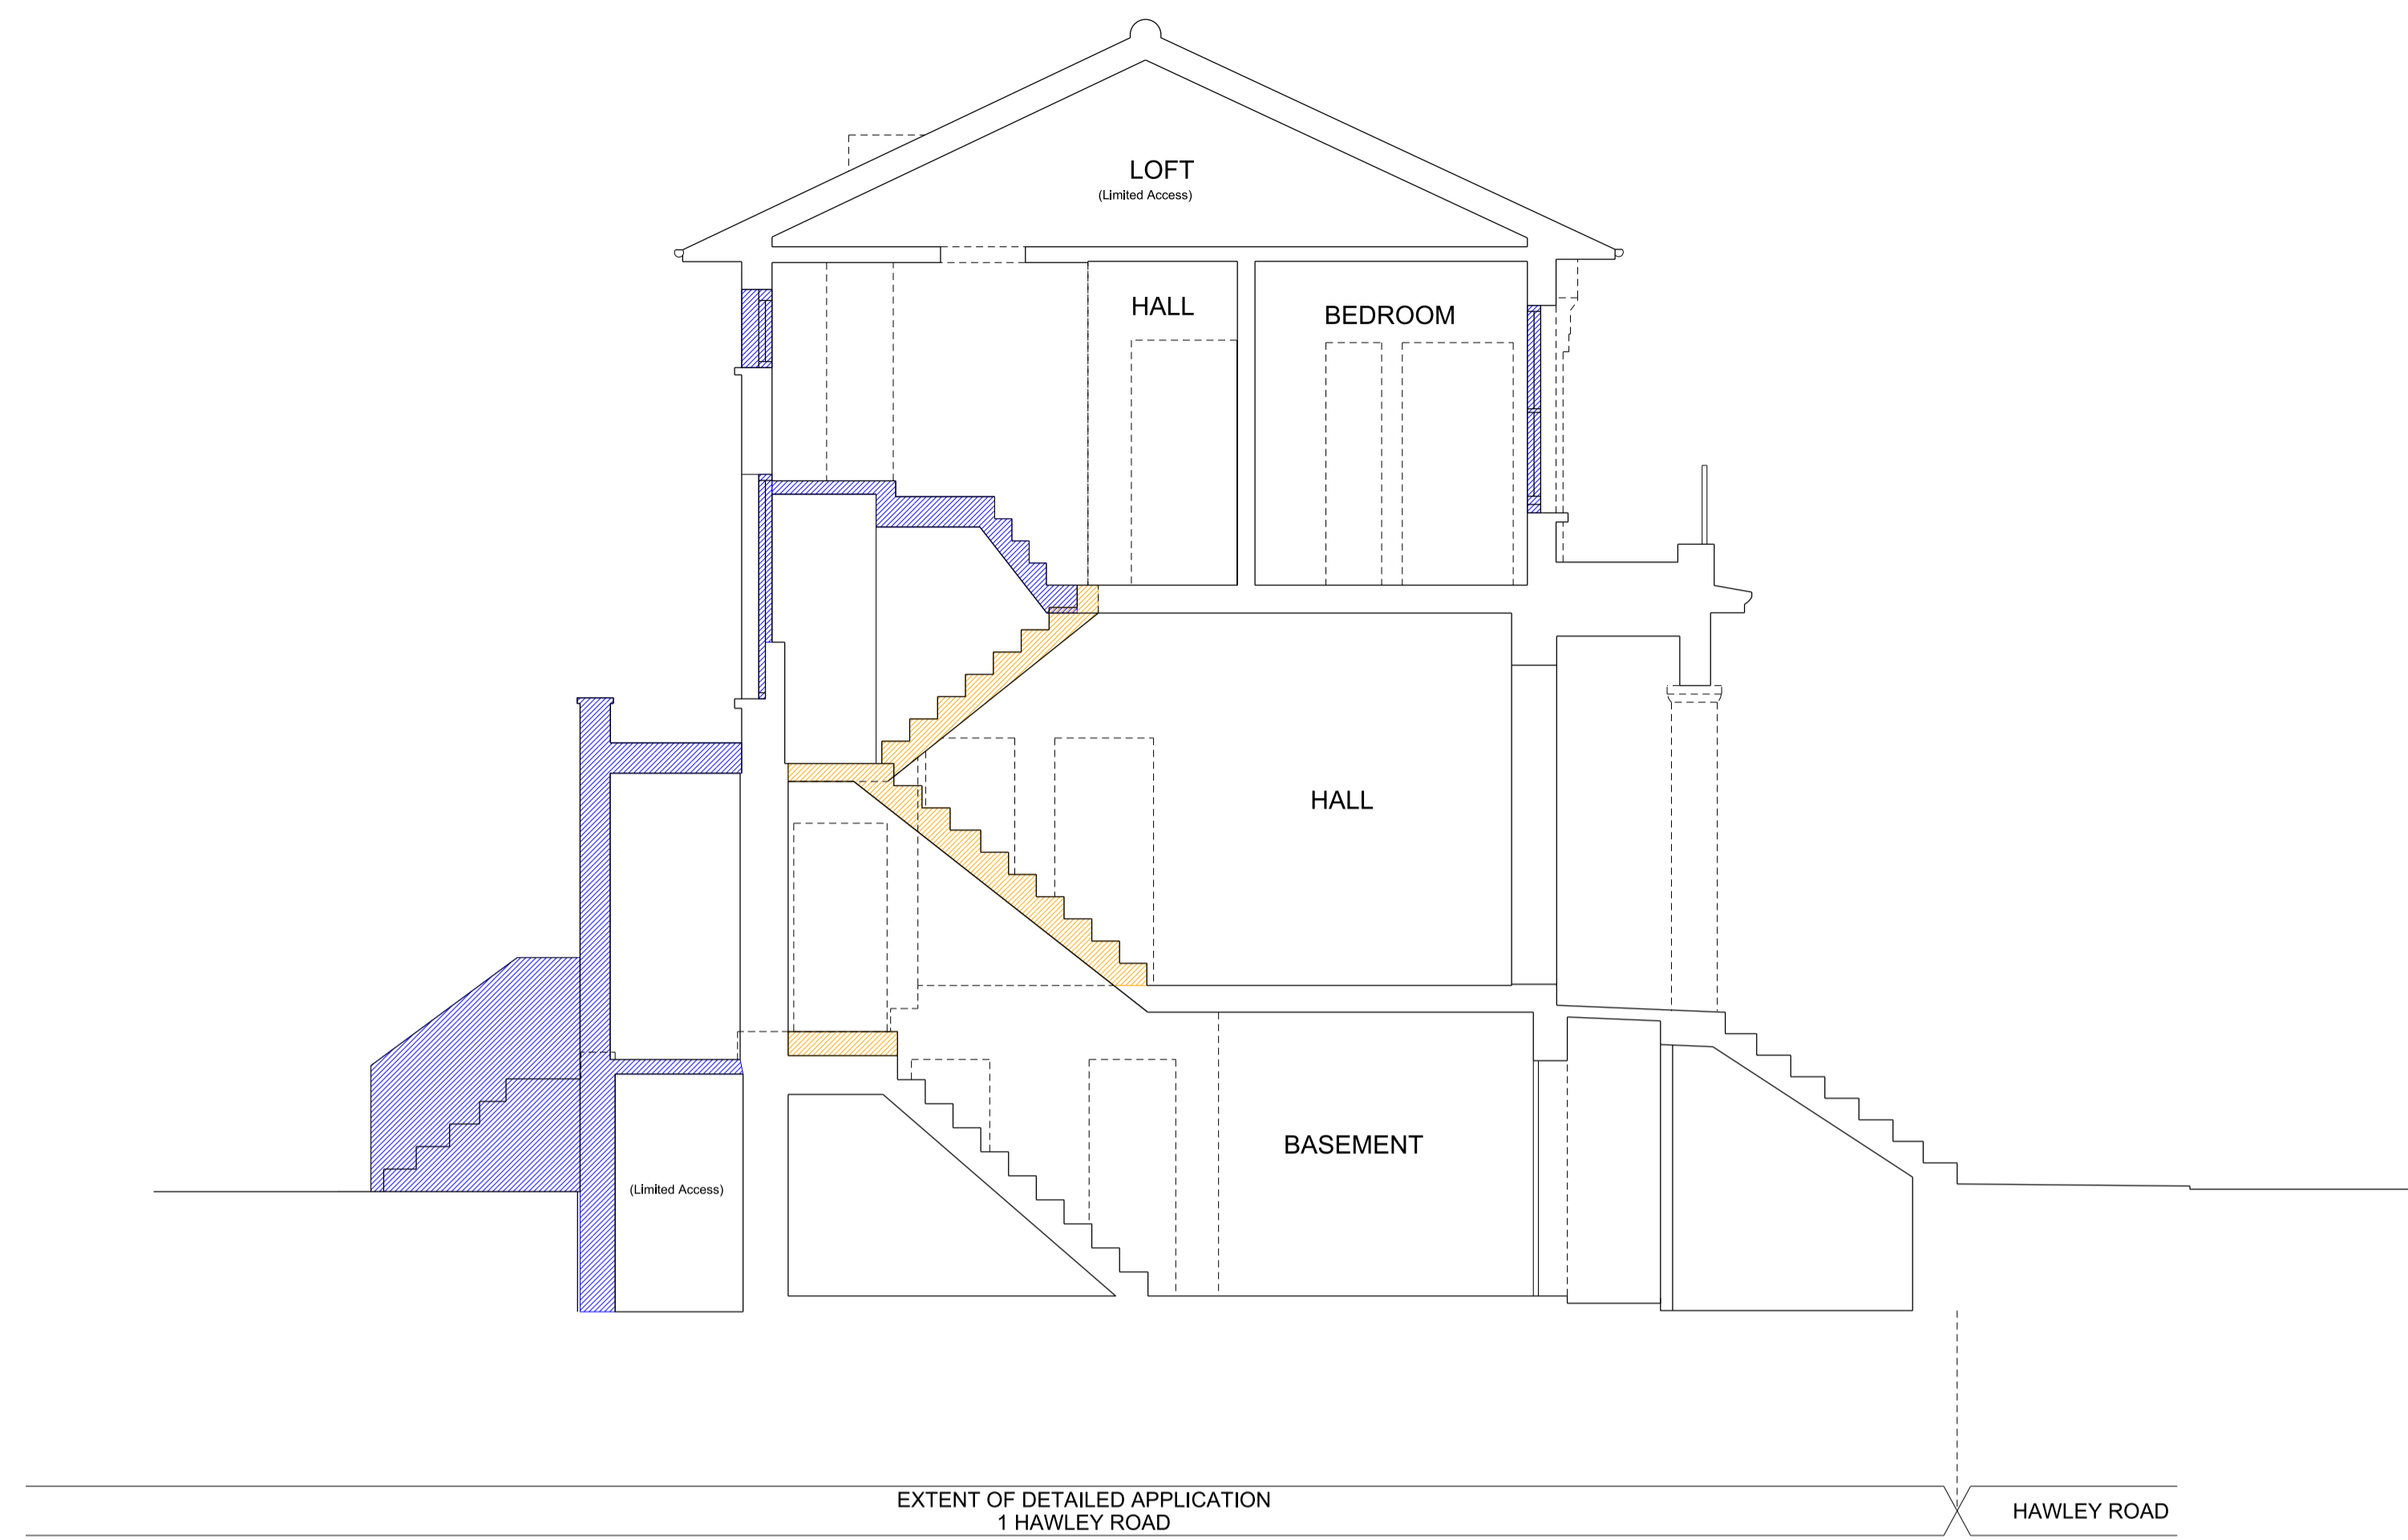 LOFT
(Limited Access)
HALL
BEDROOM
HALL
BASEMENT
(Limited Access)
EXTENT OF DETAILED APPLICATION
1 HAWLEY ROAD
HAWLEY ROAD